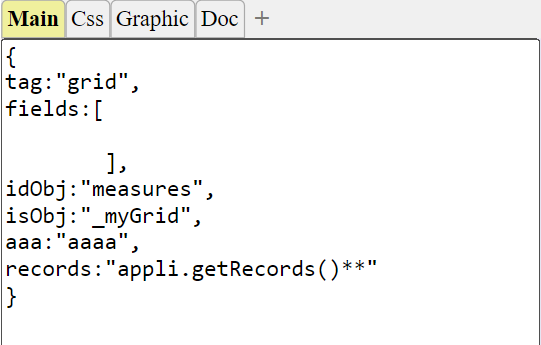 Main Css Graphic Doc +
{
tag:"grid",
fields:[
],
idObj:"measures",
isObj:"_myGrid",
aaa:"aaaa",
records:"appli.getRecords()**"
}